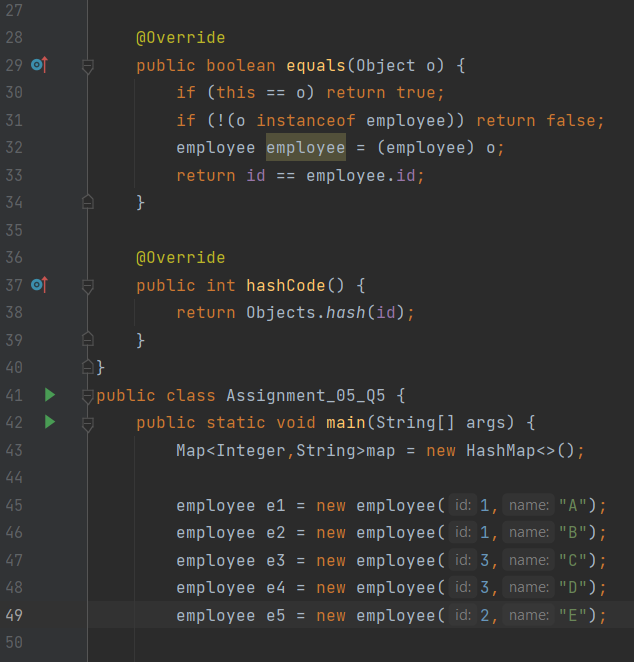 27
28 @Override
29 public boolean equals(Object o) {
30 if (this == o) return true;
31 if (!(o instanceof employee)) return false;
32 employee employee = (employee) o;
33 return id == employee.id;
34 }
35
36 @Override
37 public int hashCode() {
38 return Objects.hash(id);
39 }
40 }
41 public class Assignment_05_Q5 {
42 public static void main(String[] args) {
43 Map<Integer,String>map = new HashMap<>();
44
45 employee e1 = new employee( id: 1, name: "A");
46 employee e2 = new employee( id: 1, name: "B");
47 employee e3 = new employee( id: 3, name: "C");
48 employee e4 = new employee( id: 3, name: "D");
49 employee e5 = new employee( id: 2, name: "E");
50